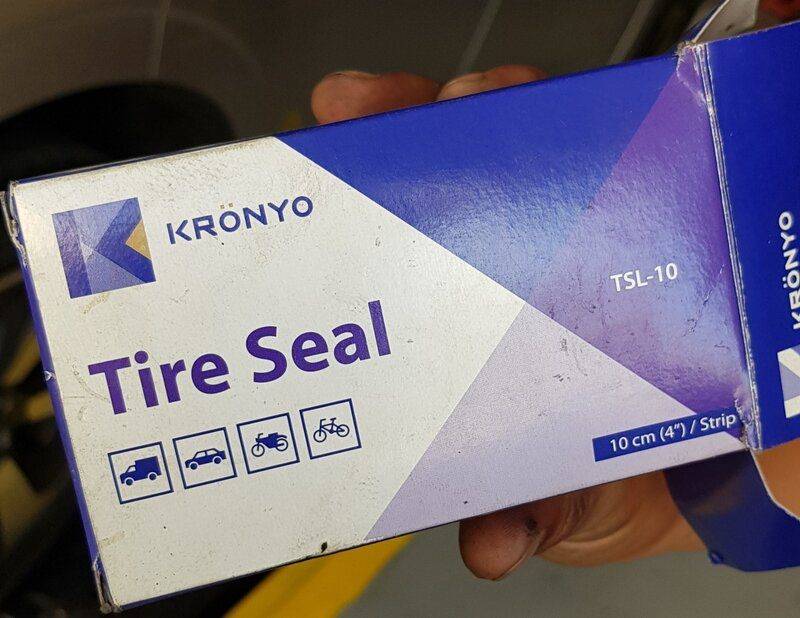 KRÖNYO
Tire Seal
TSL-10
10 cm (4”) / Strip
KRÖNYO